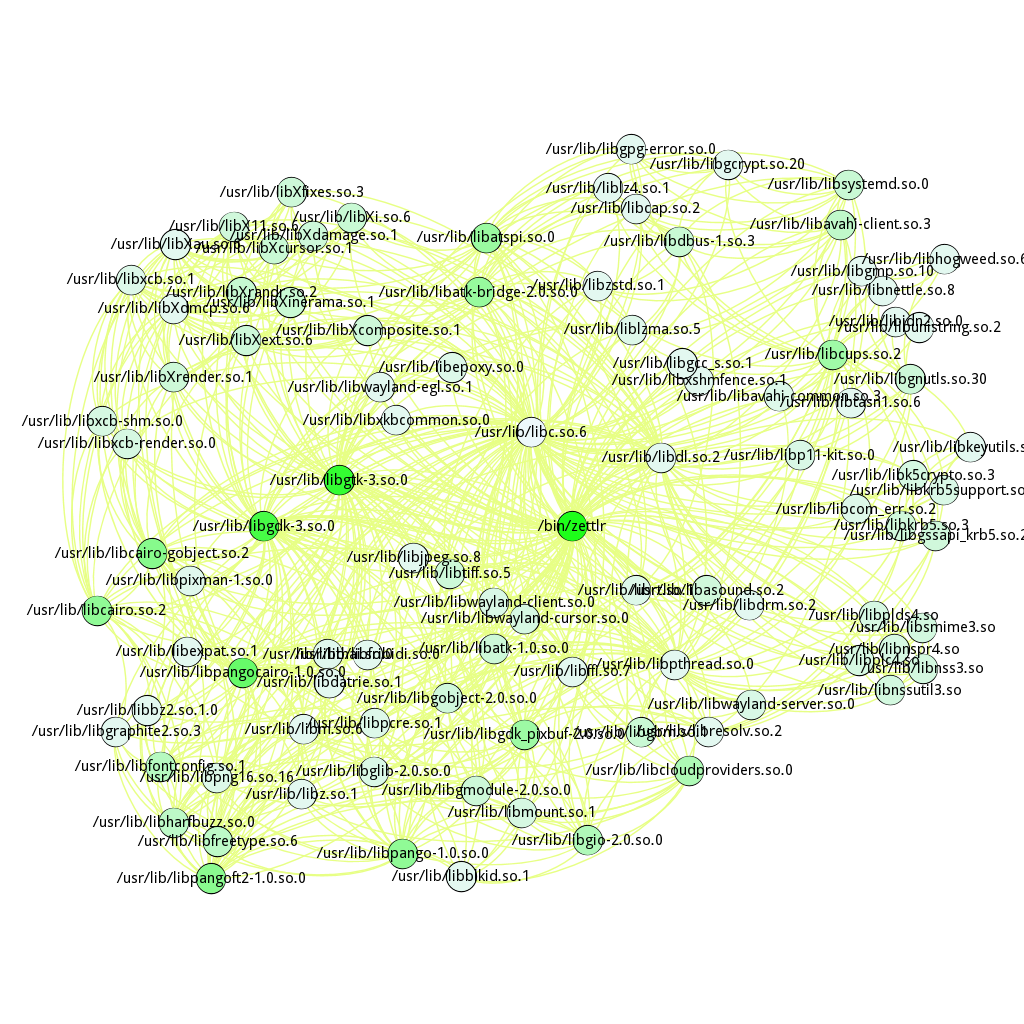 /usr/lib/libgpg-error.so.0
/usr/lib/libgcrypt.so.20
/usr/lib/libsystemd.so.0
/usr/lib/liblz4.so.1
/usr/lib/libXfixes.so.3
/usr/lib/libcap.so.2
/usr/lib/libXi.so.6
/usr/lib/libX11.so.6
/usr/lib/libavahi-client.so.3
/usr/lib/libXdamage.so.1
/usr/lib/libatspi.so.0
/usr/lib/libdbus-1.so.3
/usr/lib/libXau.so.6
/usr/lib/libXcursor.so.1
/usr/lib/libhogweed.so.6
/usr/lib/libgmp.so.10
/usr/lib/libxcb.so.1
/usr/lib/libzstd.so.1
/usr/lib/libnettle.so.8
/usr/lib/libXrandr.so.2
/usr/lib/libatk-bridge-2.0.so.0
/usr/lib/libXinerama.so.1
/usr/lib/libXdmcp.so.6
/usr/lib/libidn2.so.0
/usr/lib/libunistring.so.2
/usr/lib/libXcomposite.so.1
/usr/lib/liblzma.so.5
/usr/lib/libXext.so.6
/usr/lib/libcups.so.2
/usr/lib/libgcc_s.so.1
/usr/lib/libepoxy.so.0
/usr/lib/libXrender.so.1
/usr/lib/libxshmfence.so.1
/usr/lib/libgnutls.so.30
/usr/lib/libwayland-egl.so.1
/usr/lib/libavahi-common.so.3
/usr/lib/libtasn1.so.6
/usr/lib/libxcb-shm.so.0
/usr/lib/libxkbcommon.so.0
/usr/lib/libc.so.6
/usr/lib/libxcb-render.so.0
/usr/lib/libkeyutils.s
/usr/lib/libdl.so.2
/usr/lib/libp11-kit.so.0
/usr/lib/libk5crypto.so.3
/usr/lib/libgtk-3.so.0
/usr/lib/libkrb5support.so
/usr/lib/libcom_err.so.2
/usr/lib/libgdk-3.so.0
/bin/zettlr
/usr/lib/libkrb5.so.3
/usr/lib/libgssapi_krb5.so.2
/usr/lib/libcairo-gobject.so.2
/usr/lib/libjpeg.so.8
/usr/lib/libtiff.so.5
/usr/lib/libpixman-1.so.0
/usr/lib/libasound.so.2
/usr/lib/libwayland-client.so.0
/usr/lib/libdrm.so.2
/usr/lib/libcairo.so.2
/usr/lib/libplds4.so
/usr/lib/libwayland-cursor.so.0
/usr/lib/libsmime3.so
/usr/lib/libatk-1.0.so.0
/usr/lib/libnspr4.so
/usr/lib/libexpat.so.1
/usr/lib/libfribidi.so.0
/usr/lib/libplc4.so
/usr/lib/libpthread.so.0
/usr/lib/libnss3.so
/usr/lib/libffi.so.7
/usr/lib/libpangocairo-1.0.so.0
/usr/lib/libdatrie.so.1
/usr/lib/libnssutil3.so
/usr/lib/libgobject-2.0.so.0
/usr/lib/libwayland-server.so.0
/usr/lib/libbz2.so.1.0
/usr/lib/libpcre.so.1
/usr/lib/libm.so.6
/usr/lib/libgraphite2.so.3
/usr/lib/libgdk_pixbuf-2.0.so.0
/usr/lib/libresolv.so.2
/usr/lib/libfontconfig.so.1
/usr/lib/libcloudproviders.so.0
/usr/lib/libglib-2.0.so.0
/usr/lib/libpng16.so.16
/usr/lib/libgmodule-2.0.so.0
/usr/lib/libz.so.1
/usr/lib/libmount.so.1
/usr/lib/libharfbuzz.so.0
/usr/lib/libgio-2.0.so.0
/usr/lib/libfreetype.so.6
/usr/lib/libpango-1.0.so.0
/usr/lib/libblkid.so.1
/usr/lib/libpangoft2-1.0.so.0